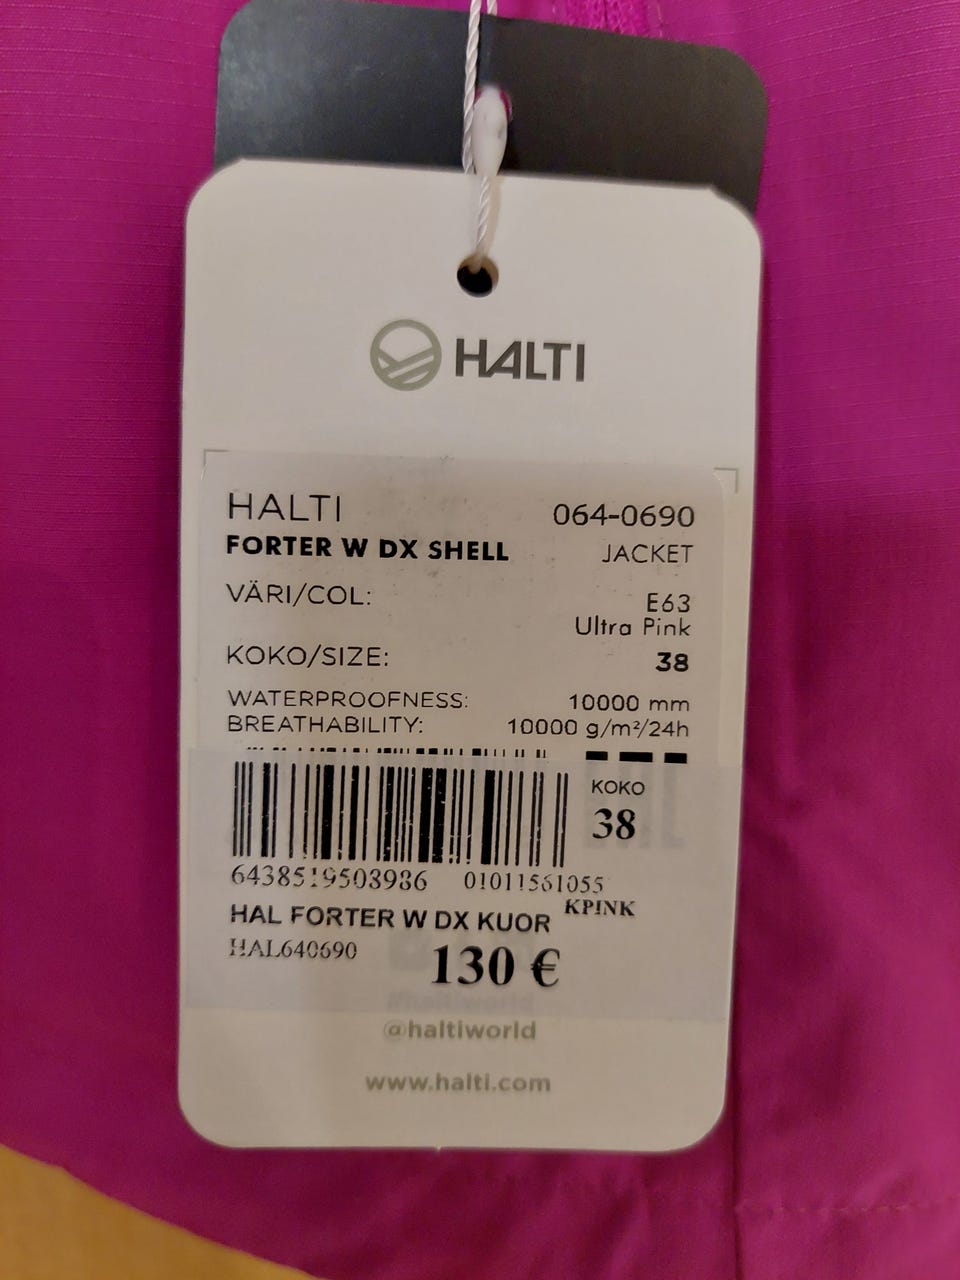 HALTI
HALTI 064-0690
FORTER W DX SHELL JACKET
VÄRI/COL: E63
Ultra Pink
KOKO/SIZE: 38
WATERPROOFNESS: 10000 mm
BREATHABILITY: 10000 g/m²/24h
KOKO
38
6438519503986 01011561055
HAL FORTER W DX KUOR KPINK
HAL640690 130 €
#haltiworld
@haltiworld
www.halti.com